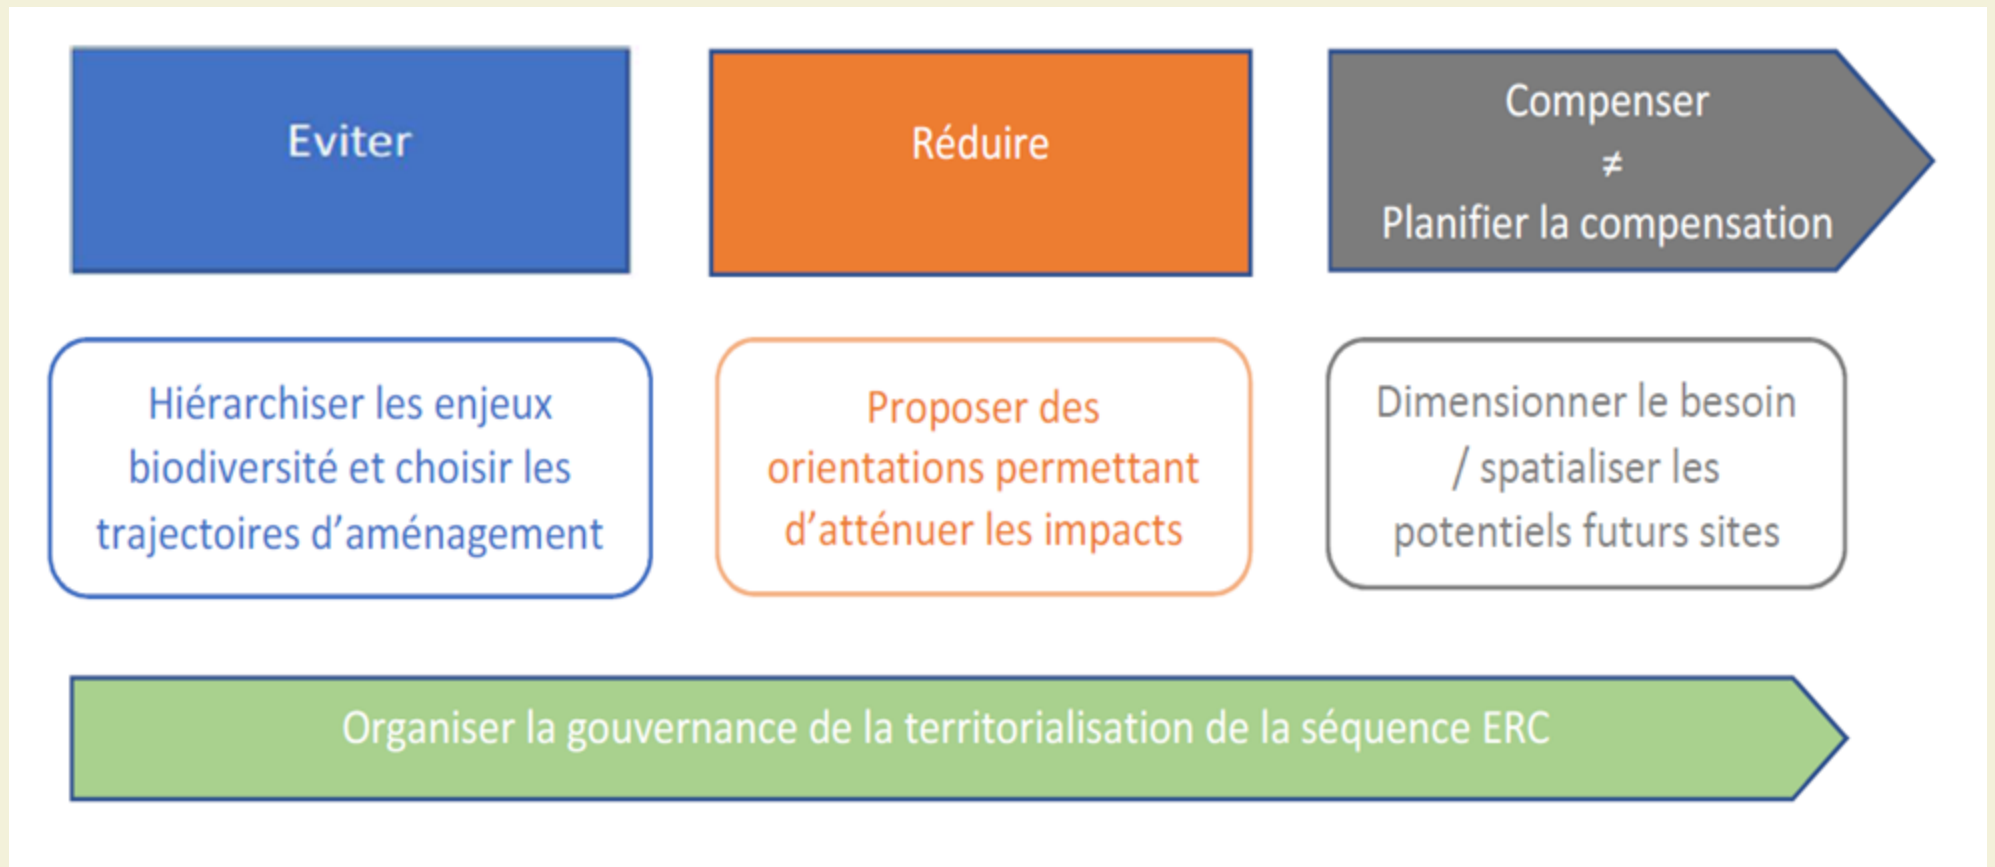 Eviter
Réduire
Compenser
≠
Planifier la compensation
Hiérarchiser les enjeux
biodiversité et choisir les
trajectoires d’aménagement
Proposer des
orientations permettant
d’atténuer les impacts
Dimensionner le besoin
/ spatialiser les
potentiels futurs sites
Organiser la gouvernance de la territorialisation de la séquence ERC